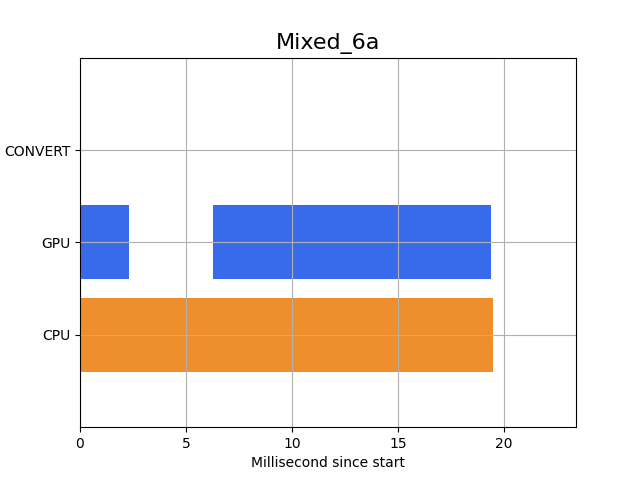 Mixed_6a
CONVERT
GPU
CPU
0 5 10 15 20
Millisecond since start